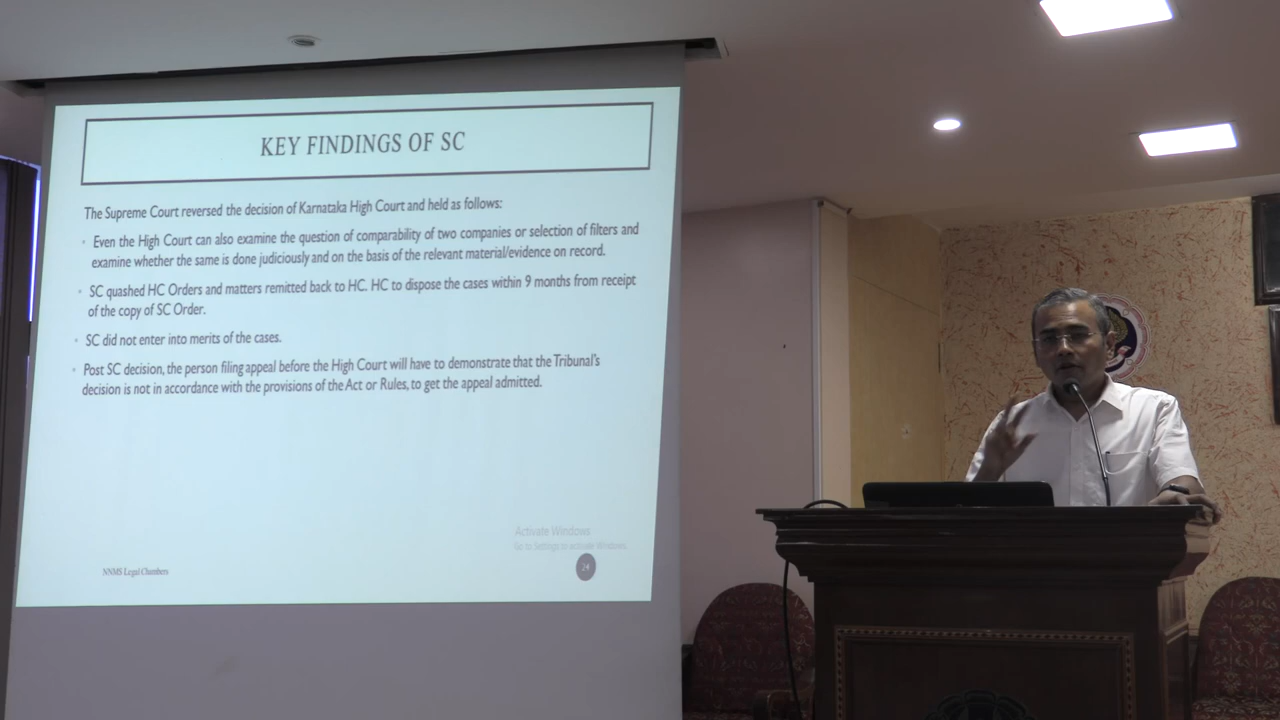 KEY FINDINGS OF SC
The Supreme Court reversed the decision of Karnataka High Court and held as follows:
• Even the High Court can also examine the question of comparability of two companies or selection of filters and
examine whether the same is done judiciously and on the basis of the relevant material/evidence on record.
• SC quashed HC Orders and matters remitted back to HC. HC to dispose the cases within 9 months from receipt
of the copy of SC Order.
• SC did not enter into merits of the cases.
• Post SC decision, the person filing appeal before the High Court will have to demonstrate that the Tribunal's
decision is not in accordance with the provisions of the Act or Rules, to get the appeal admitted.
Activate Windows
Go to Settings to activate Windows.
NNMS Legal Chambers
24